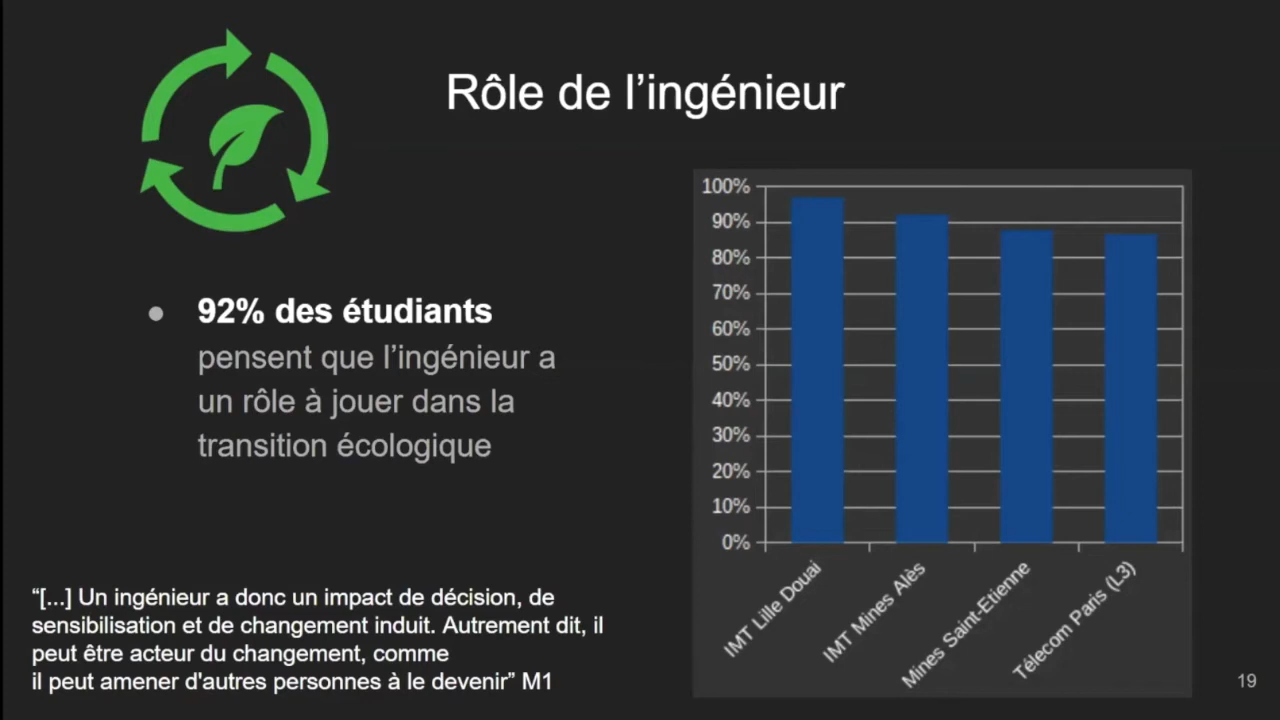 Rôle de l’ingénieur
● 92% des étudiants
pensent que l’ingénieur a
un rôle à jouer dans la
transition écologique
“[...] Un ingénieur a donc un impact de décision, de
sensibilisation et de changement induit. Autrement dit, il
peut être acteur du changement, comme
il peut amener d'autres personnes à le devenir” M1
100%
90%
80%
70%
60%
50%
40%
30%
20%
10%
0%
IMT Lille Douai
IMT Mines Alès
Mines Saint-Etienne
Télecom Paris (L3)
19